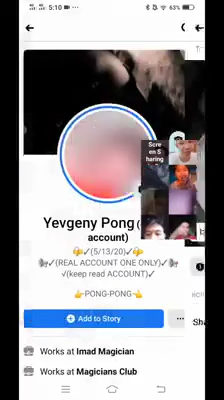 5:10
63%
Scre
en S
haring
Yevgeny Pong (
account)
✓(5/13/20)✓
✓(REAL ACCOUNT ONE ONLY)✓
√(keep read ACCOUNT)✓
👉PONG-PONG👈
Add to Story
Works at Imad Magician
Sha
Works at Magicians Club